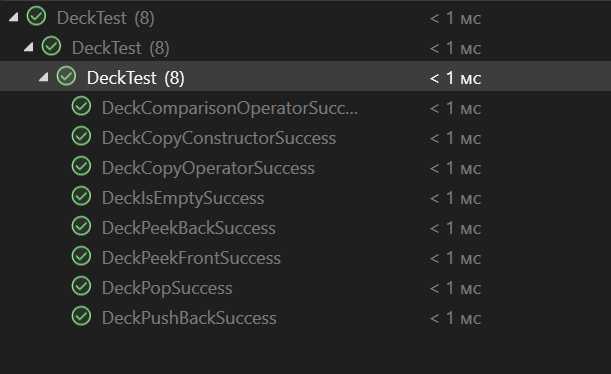 DeckTest (8) < 1 мс
DeckTest (8) < 1 мс
DeckTest (8) < 1 мс
DeckComparisonOperatorSucc... < 1 мс
DeckCopyConstructorSuccess < 1 мс
DeckCopyOperatorSuccess < 1 мс
DeckIsEmptySuccess < 1 мс
DeckPeekBackSuccess < 1 мс
DeckPeekFrontSuccess < 1 мс
DeckPopSuccess < 1 мс
DeckPushBackSuccess < 1 мс